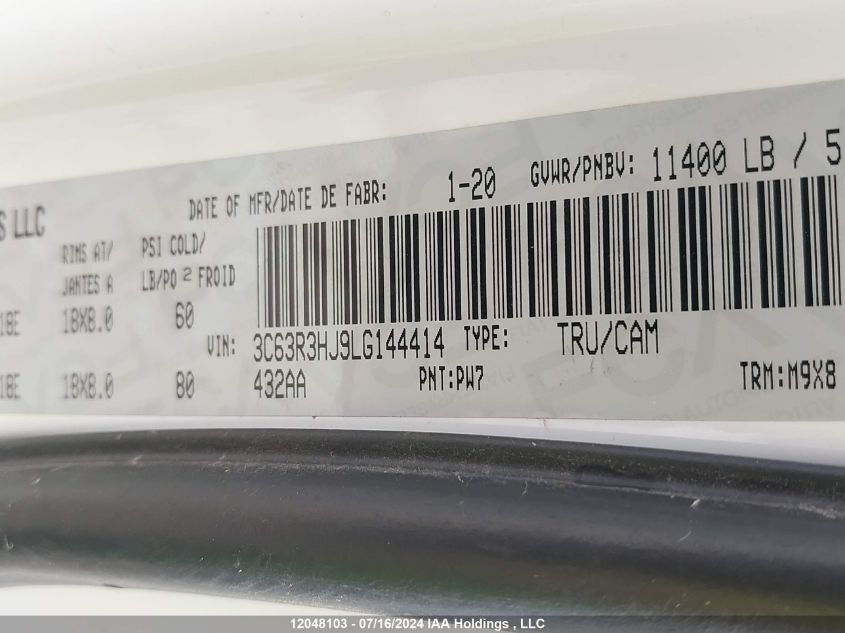 S LLC
DATE OF MFR/DATE DE FABR: 1-20 GVWR/PNBV: 11400 LB / 5
RIMS AT/ PSI COLD/
JANTES A LB/PO 2 FROID
18E 18X8.0 60
VIN: 3C63R3HJ9LG144414 TYPE: TRU/CAM
18E 18X8.0 80 432AA PNT:PW7 TRM:M9X8
12048103 - 07/16/2024 IAA Holdings , LLC